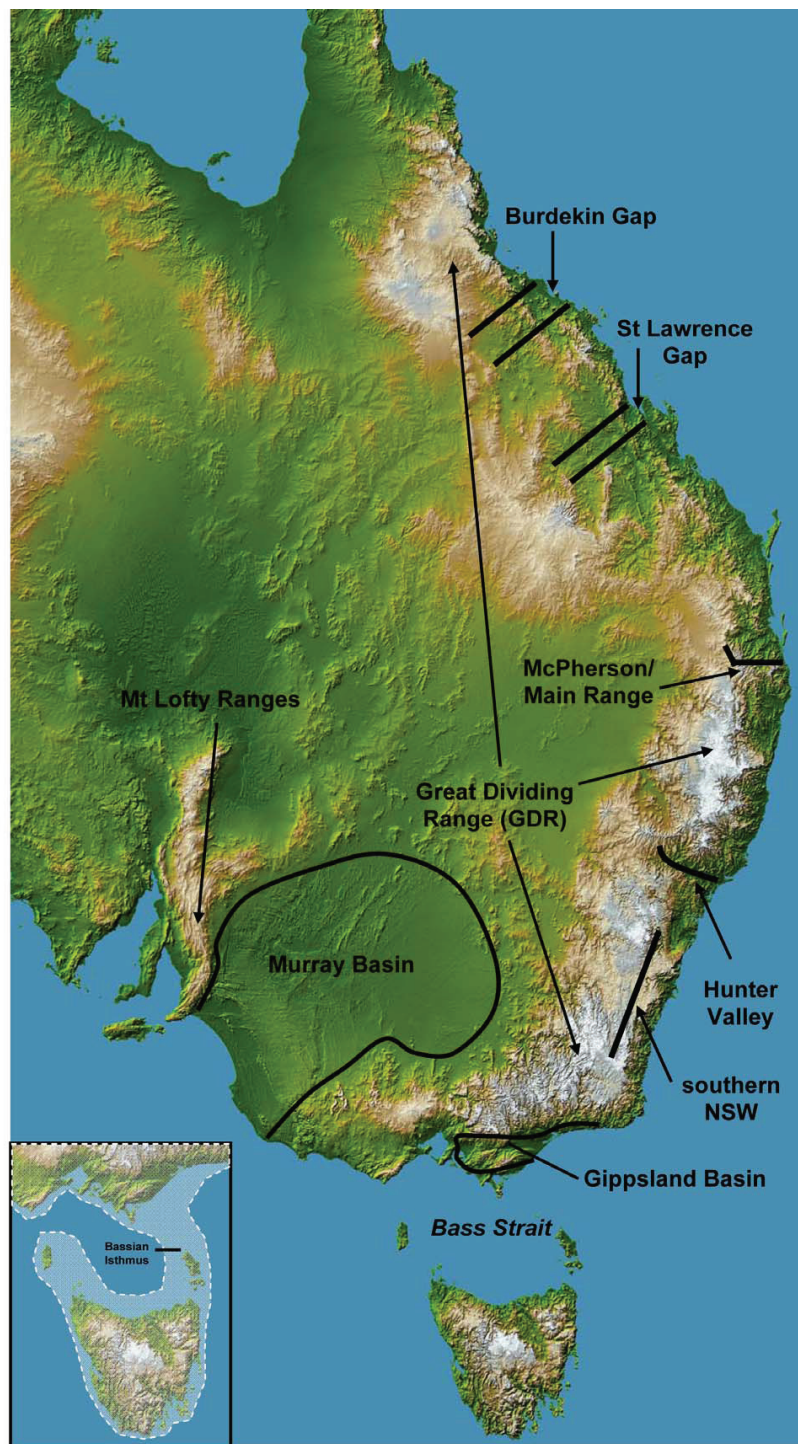 Burdekin Gap
St Lawrence
Gap
McPherson/
Main Range
Mt Lofty Ranges
Great Dividing
Range (GDR)
Murray Basin
Hunter
Valley
southern
NSW
Gippsland Basin
Bass Strait
Bassian
Isthmus